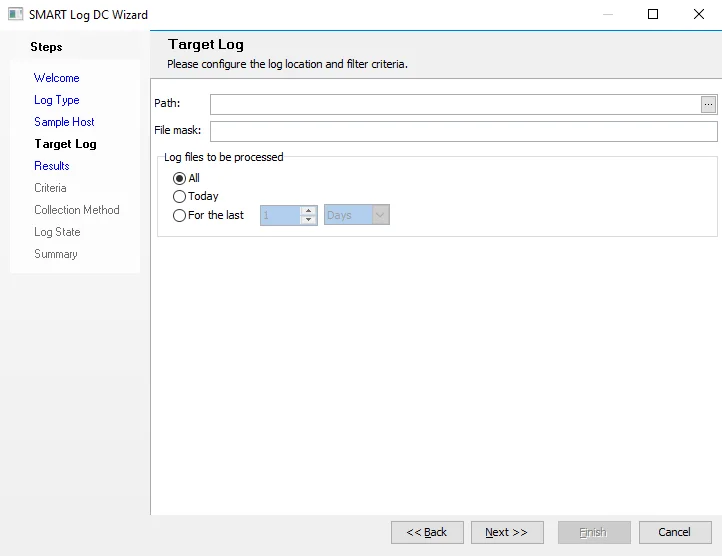 SMART Log DC Wizard
Steps
Welcome
Log Type
Sample Host
Target Log
Results
Criteria
Collection Method
Log State
Summary
Target Log
Please configure the log location and filter criteria.
Path:
...
File mask:
Log files to be processed
All
Today
For the last 1 Days
<< Back Next >> Finish Cancel